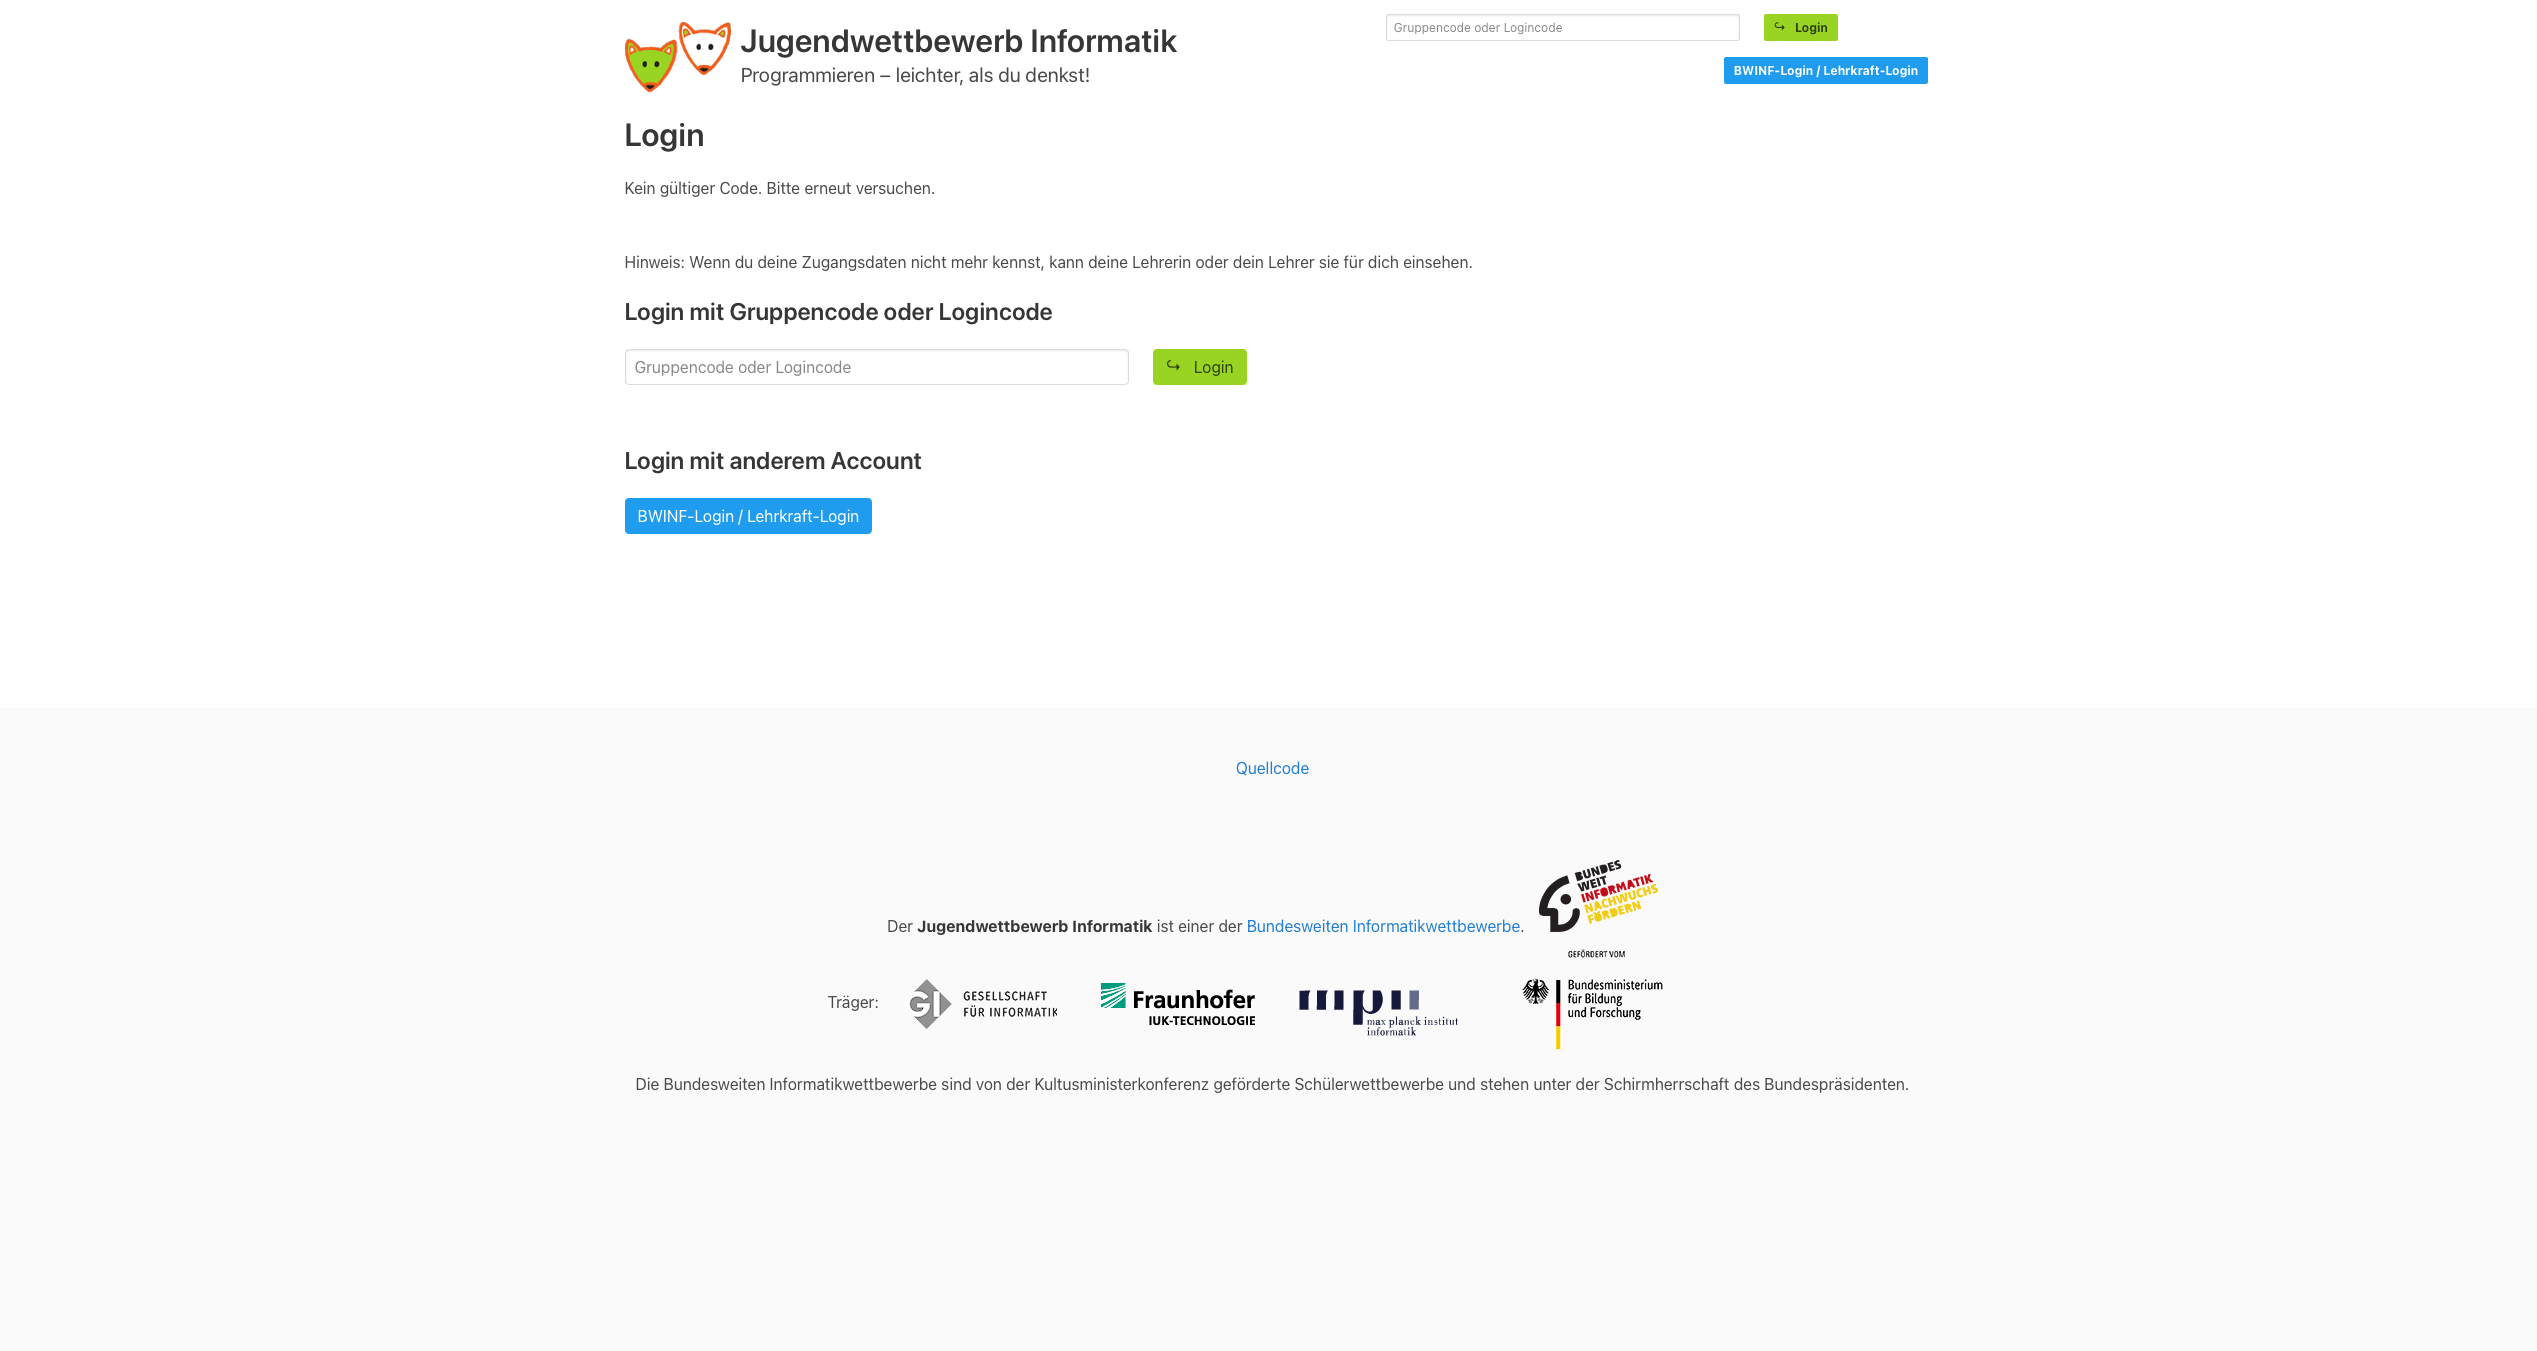 Jugendwettbewerb Informatik
Programmieren – leichter, als du denkst!
Gruppencode oder Logincode
Login
BWINF-Login / Lehrkraft-Login
Login
Kein gültiger Code. Bitte erneut versuchen.
Hinweis: Wenn du deine Zugangsdaten nicht mehr kennst, kann deine Lehrerin oder dein Lehrer sie für dich einsehen.
Login mit Gruppencode oder Logincode
Gruppencode oder Logincode
Login
Login mit anderem Account
BWINF-Login / Lehrkraft-Login
Quellcode
BUNDES
WEIT
INFORMATIK
NACHWUCHS
FÖRDERN
Der Jugendwettbewerb Informatik ist einer der Bundesweiten Informatikwettbewerbe.
Träger:
GI
GESELLSCHAFT
FÜR INFORMATIK
Fraunhofer
IUK-TECHNOLOGIE
mpii
max planck institut
informatik
GEFÖRDERT VOM
Bundesministerium
für Bildung
und Forschung
Die Bundesweiten Informatikwettbewerbe sind von der Kultusministerkonferenz geförderte Schülerwettbewerbe und stehen unter der Schirmherrschaft des Bundespräsidenten.